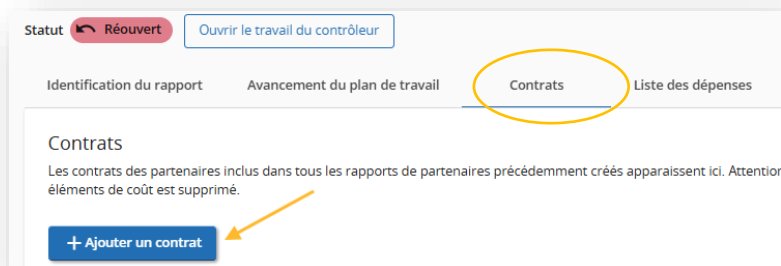 Statut Réouvert Ouvrir le travail du contrôleur
Identification du rapport Avancement du plan de travail Contrats Liste des dépenses
Contrats
Les contrats des partenaires inclus dans tous les rapports de partenaires précédemment créés apparaissent ici. Attention
éléments de coût est supprimé.
+ Ajouter un contrat